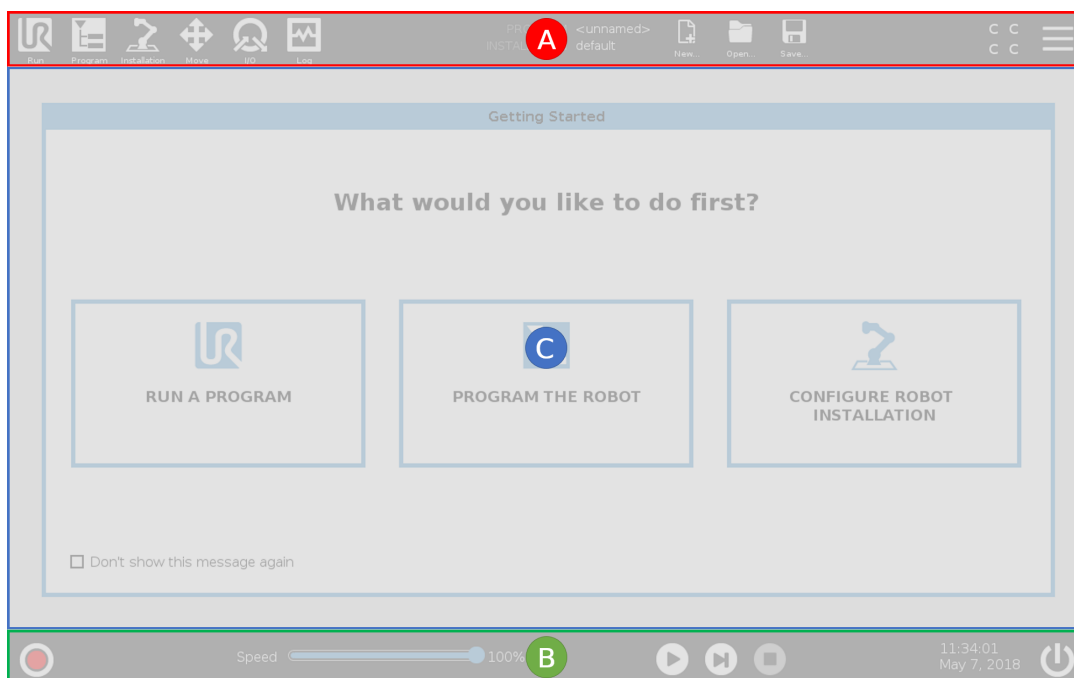 PR
<unnamed>
INSTAL
default
C C
C C
Run
Program
Installation
Move
I/O
Log
A
New...
Open...
Save...
Getting Started
What would you like to do first?
C
RUN A PROGRAM
PROGRAM THE ROBOT
CONFIGURE ROBOT
INSTALLATION
Don't show this message again
Speed
100%
B
11:34:01
May 7, 2018